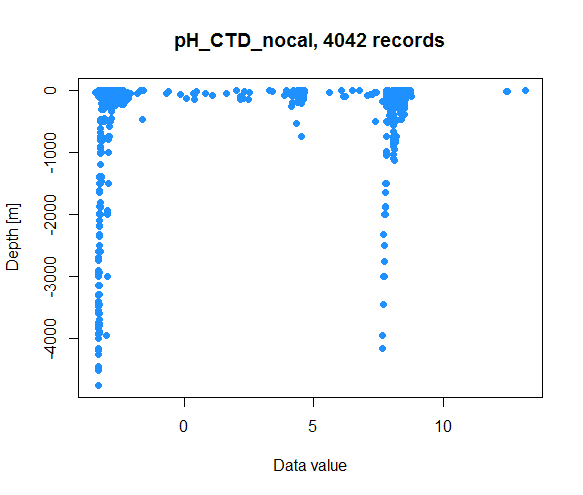 pH_CTD_nocal, 4042 records
Depth [m]
0
-1000
-2000
-3000
-4000
0 5 10
Data value